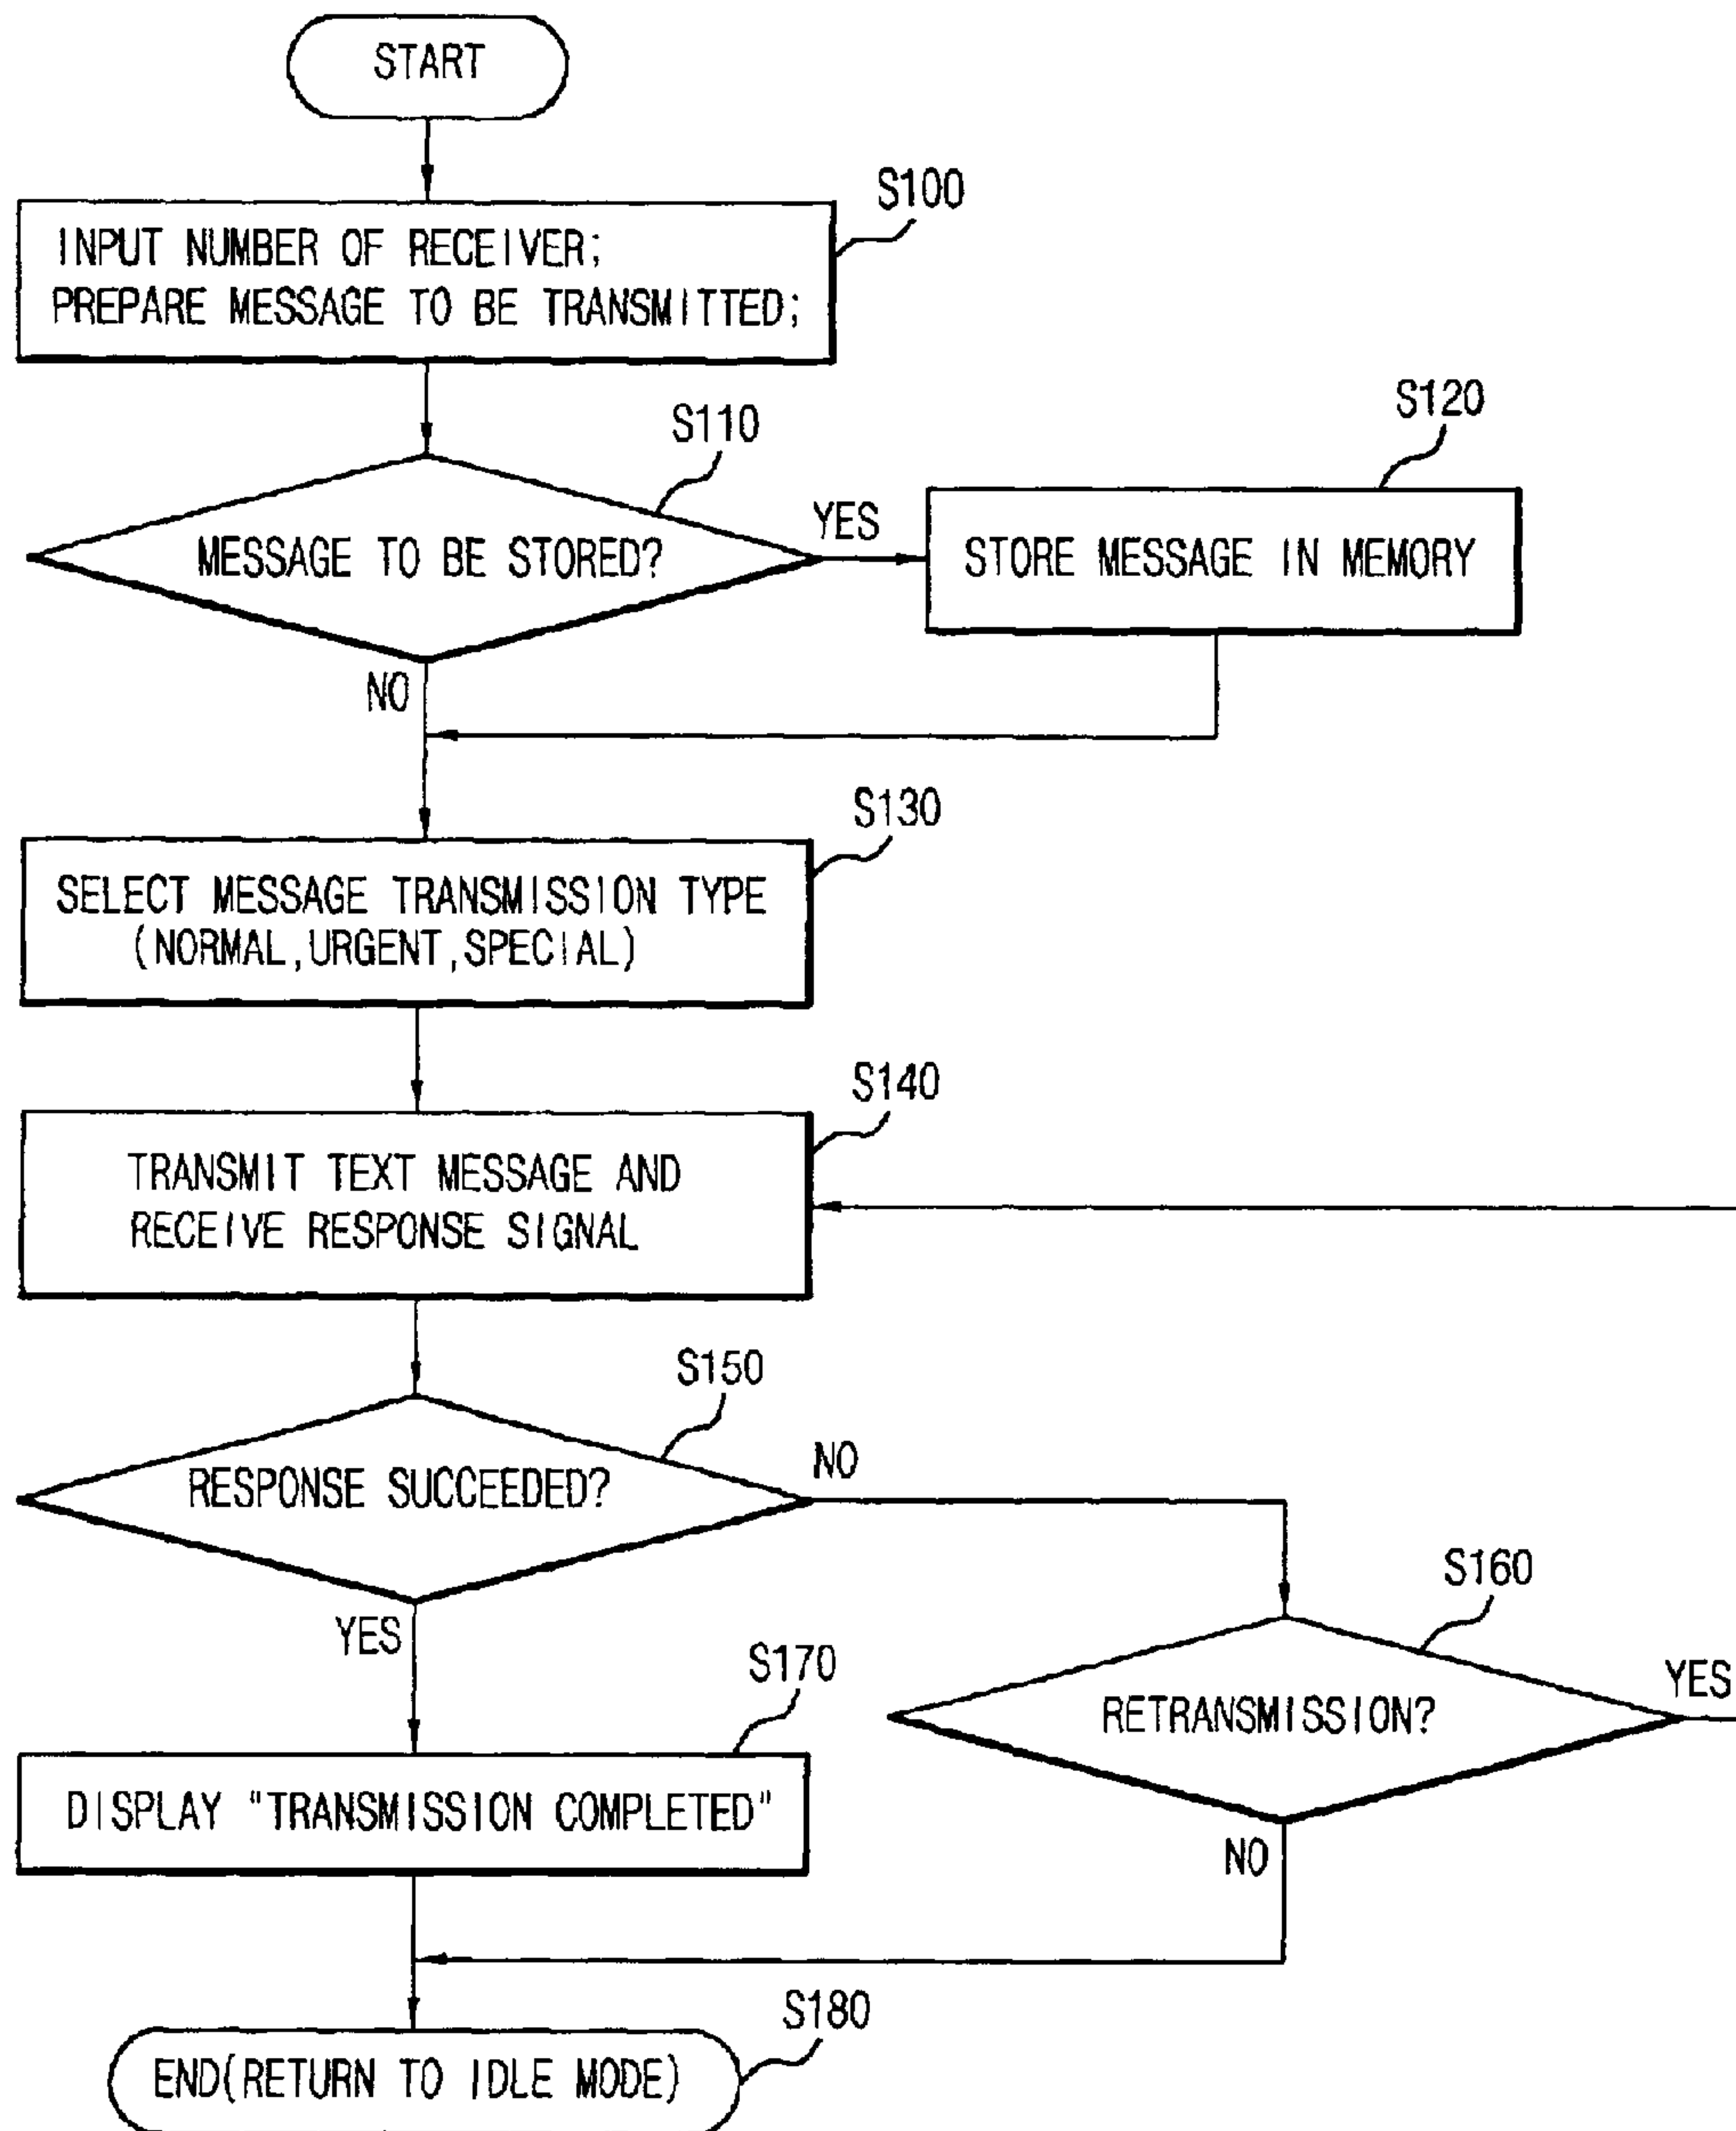 START
S100
INPUT NUMBER OF RECEIVER;
PREPARE MESSAGE TO BE TRANSMITTED;
S110
MESSAGE TO BE STORED?
YES
NO
S120
STORE MESSAGE IN MEMORY
S130
SELECT MESSAGE TRANSMISSION TYPE
(NORMAL,URGENT,SPECIAL)
S140
TRANSMIT TEXT MESSAGE AND
RECEIVE RESPONSE SIGNAL
S150
RESPONSE SUCCEEDED?
NO
YES
S160
RETRANSMISSION?
YES
NO
S170
DISPLAY "TRANSMISSION COMPLETED"
S180
END(RETURN TO IDLE MODE)